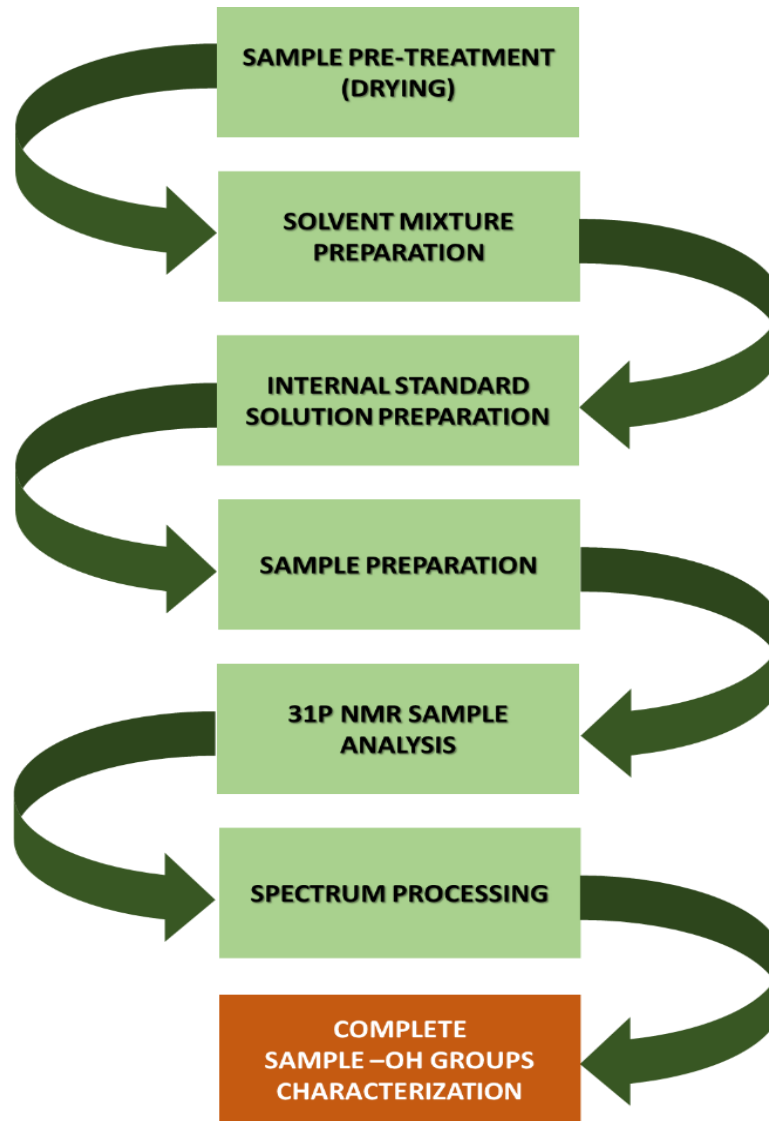 SAMPLE PRE-TREATMENT
(DRYING)
SOLVENT MIXTURE
PREPARATION
INTERNAL STANDARD
SOLUTION PREPARATION
SAMPLE PREPARATION
31P NMR SAMPLE
ANALYSIS
SPECTRUM PROCESSING
COMPLETE
SAMPLE –OH GROUPS
CHARACTERIZATION